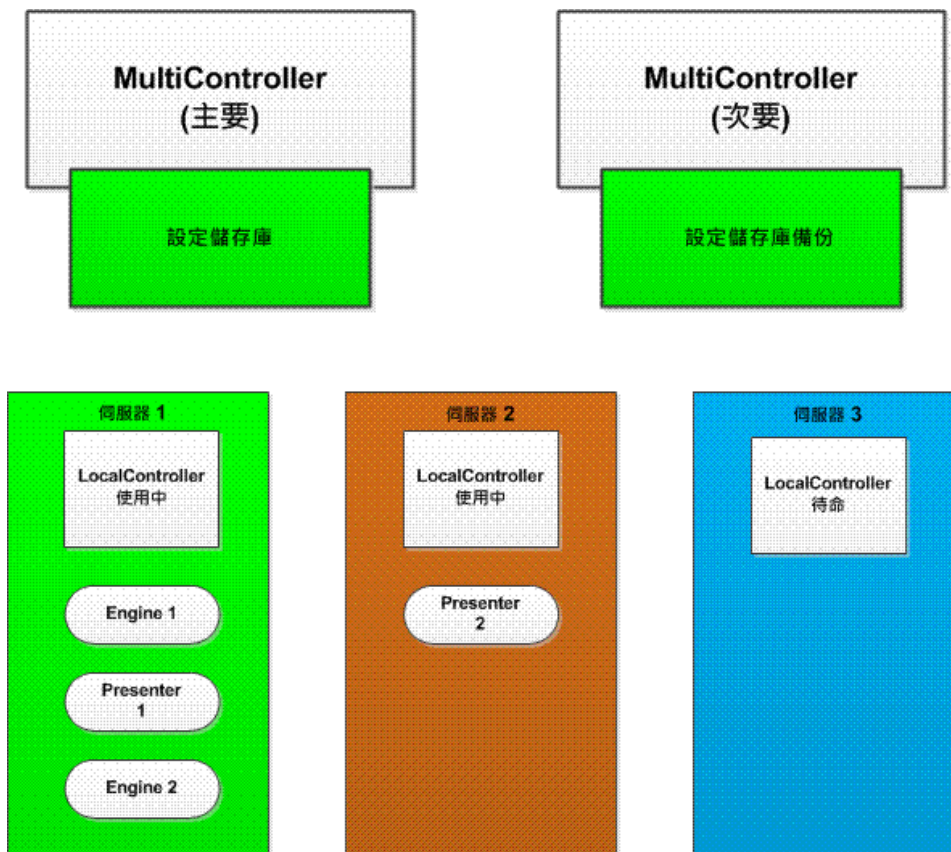 MultiController
(主要)
MultiController
(次要)
設定儲存庫
設定儲存庫備份
伺服器 1
LocalController
使用中
Engine 1
Presenter
1
Engine 2
伺服器 2
LocalController
使用中
Presenter
2
伺服器 3
LocalController
待命